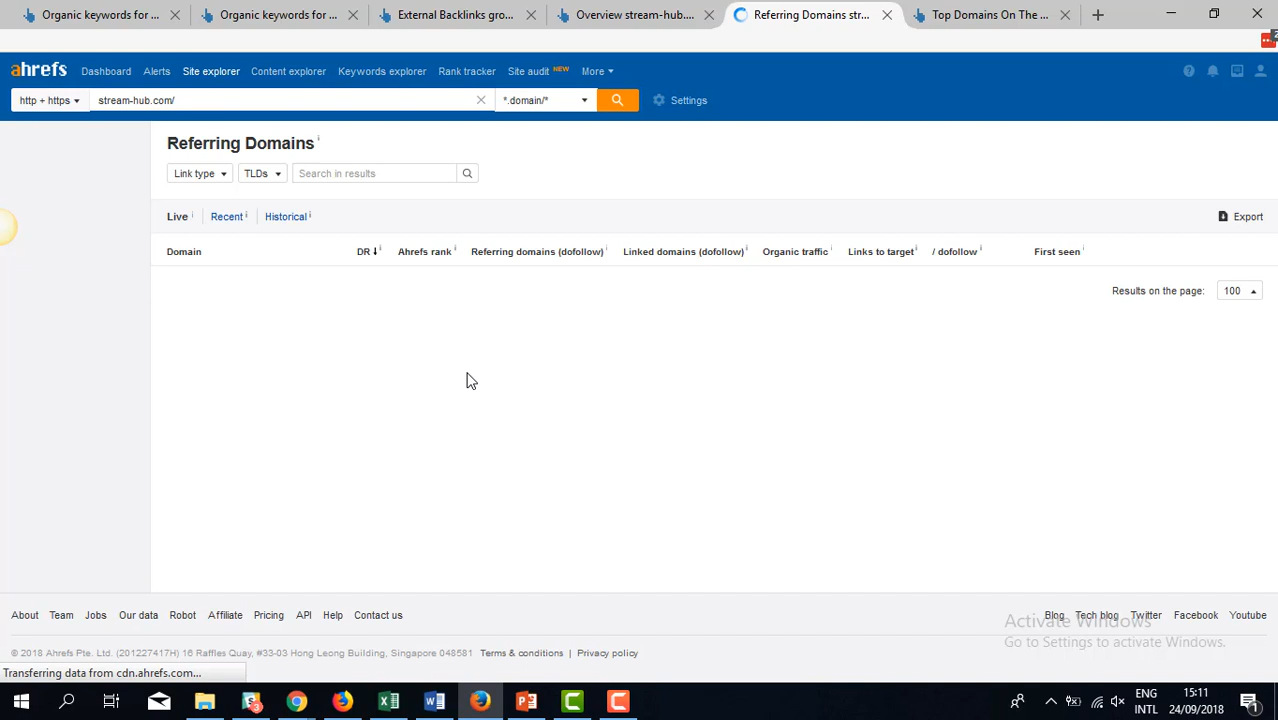 Organic keywords for ...
Organic keywords for ...
External Backlinks gro...
Overview stream-hub....
Referring Domains str...
Top Domains On The ...
ahrefs
Dashboard
Alerts
Site explorer
Content explorer
Keywords explorer
Rank tracker
Site audit NEW
More
http + https
stream-hub.com/
*.domain/*
Settings
Referring Domains
Link type
TLDs
Search in results
Live
Recent
Historical
Export
Domain
DR
Ahrefs rank
Referring domains (dofollow)
Linked domains (dofollow)
Organic traffic
Links to target
/ dofollow
First seen
Results on the page:
100
About
Team
Jobs
Our data
Robot
Affiliate
Pricing
API
Help
Contact us
Blog
Tech blog
Twitter
Facebook
Youtube
Activate Windows
Go to Settings to activate Windows.
© 2018 Ahrefs Pte. Ltd. (201227417H) 16 Raffles Quay, #33-03 Hong Leong Building, Singapore 048581
Terms & conditions | Privacy policy
Transferring data from cdn.ahrefs.com...
ENG
INTL
15:11
24/09/2018